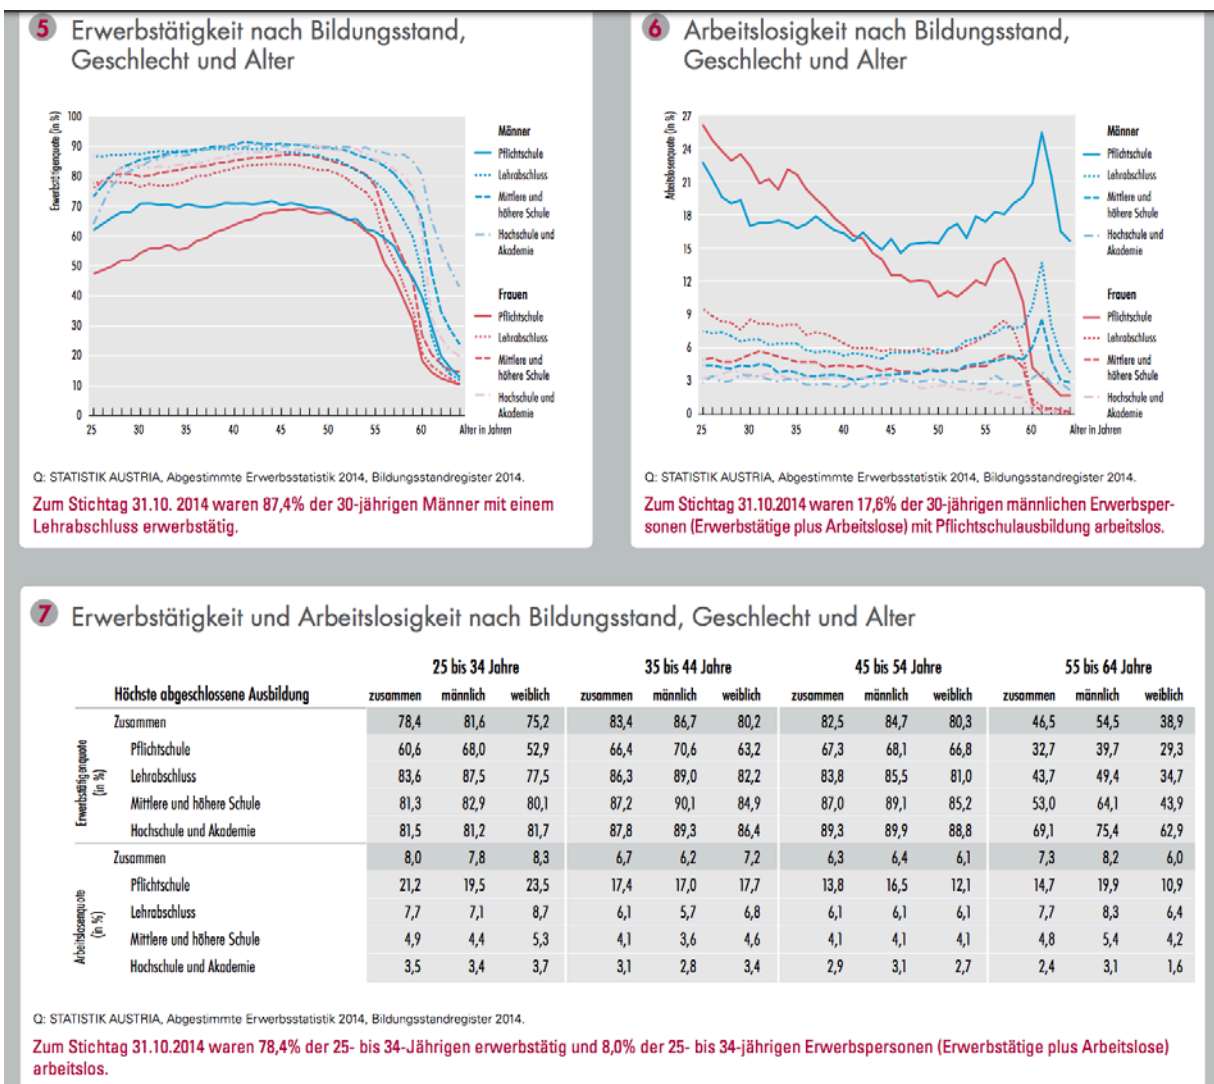 5 Erwerbstätigkeit nach Bildungsstand,
Geschlecht und Alter
Erwerbstätigenquote (in %)
100
90
80
70
60
50
40
30
20
10
0
25 30 35 40 45 50 55 60 Alter in Jahren
Männer
Pflichtschule
Lehrabschluss
Mittlere und
höhere Schule
Hochschule und
Akademie
Frauen
Pflichtschule
Lehrabschluss
Mittlere und
höhere Schule
Hochschule und
Akademie
Q: STATISTIK AUSTRIA, Abgestimmte Erwerbsstatistik 2014, Bildungsstandregister 2014.
Zum Stichtag 31.10. 2014 waren 87,4% der 30-jährigen Männer mit einem
Lehrabschluss erwerbstätig.
6 Arbeitslosigkeit nach Bildungsstand,
Geschlecht und Alter
Arbeitslosenquote (in %)
27
24
21
18
15
12
9
6
3
0
25 30 35 40 45 50 55 60 Alter in Jahren
Männer
Pflichtschule
Lehrabschluss
Mittlere und
höhere Schule
Hochschule und
Akademie
Frauen
Pflichtschule
Lehrabschluss
Mittlere und
höhere Schule
Hochschule und
Akademie
Q: STATISTIK AUSTRIA, Abgestimmte Erwerbsstatistik 2014, Bildungsstandregister 2014.
Zum Stichtag 31.10.2014 waren 17,6% der 30-jährigen männlichen Erwerbsper-
sonen (Erwerbstätige plus Arbeitslose) mit Pflichtschulausbildung arbeitslos.
7 Erwerbstätigkeit und Arbeitslosigkeit nach Bildungsstand, Geschlecht und Alter
25 bis 34 Jahre 35 bis 44 Jahre 45 bis 54 Jahre 55 bis 64 Jahre
Höchste abgeschlossene Ausbildung zusammen männlich weiblich zusammen männlich weiblich zusammen männlich weiblich zusammen männlich weiblich
Erwerbstätigenquote
(in %)
Zusammen 78,4 81,6 75,2 83,4 86,7 80,2 82,5 84,7 80,3 46,5 54,5 38,9
Pflichtschule 60,6 68,0 52,9 66,4 70,6 63,2 67,3 68,1 66,8 32,7 39,7 29,3
Lehrabschluss 83,6 87,5 77,5 86,3 89,0 82,2 83,8 85,5 81,0 43,7 49,4 34,7
Mittlere und höhere Schule 81,3 82,9 80,1 87,2 90,1 84,9 87,0 89,1 85,2 53,0 64,1 43,9
Hochschule und Akademie 81,5 81,2 81,7 87,8 89,3 86,4 89,3 89,9 88,8 69,1 75,4 62,9
Arbeitslosenquote
(in %)
Zusammen 8,0 7,8 8,3 6,7 6,2 7,2 6,3 6,4 6,1 7,3 8,2 6,0
Pflichtschule 21,2 19,5 23,5 17,4 17,0 17,7 13,8 16,5 12,1 14,7 19,9 10,9
Lehrabschluss 7,7 7,1 8,7 6,1 5,7 6,8 6,1 6,1 6,1 7,7 8,3 6,4
Mittlere und höhere Schule 4,9 4,4 5,3 4,1 3,6 4,6 4,1 4,1 4,1 4,8 5,4 4,2
Hochschule und Akademie 3,5 3,4 3,7 3,1 2,8 3,4 2,9 3,1 2,7 2,4 3,1 1,6
Q: STATISTIK AUSTRIA, Abgestimmte Erwerbsstatistik 2014, Bildungsstandregister 2014.
Zum Stichtag 31.10.2014 waren 78,4% der 25- bis 34-Jährigen erwerbstätig und 8,0% der 25- bis 34-jährigen Erwerbspersonen (Erwerbstätige plus Arbeitslose)
arbeitslos.